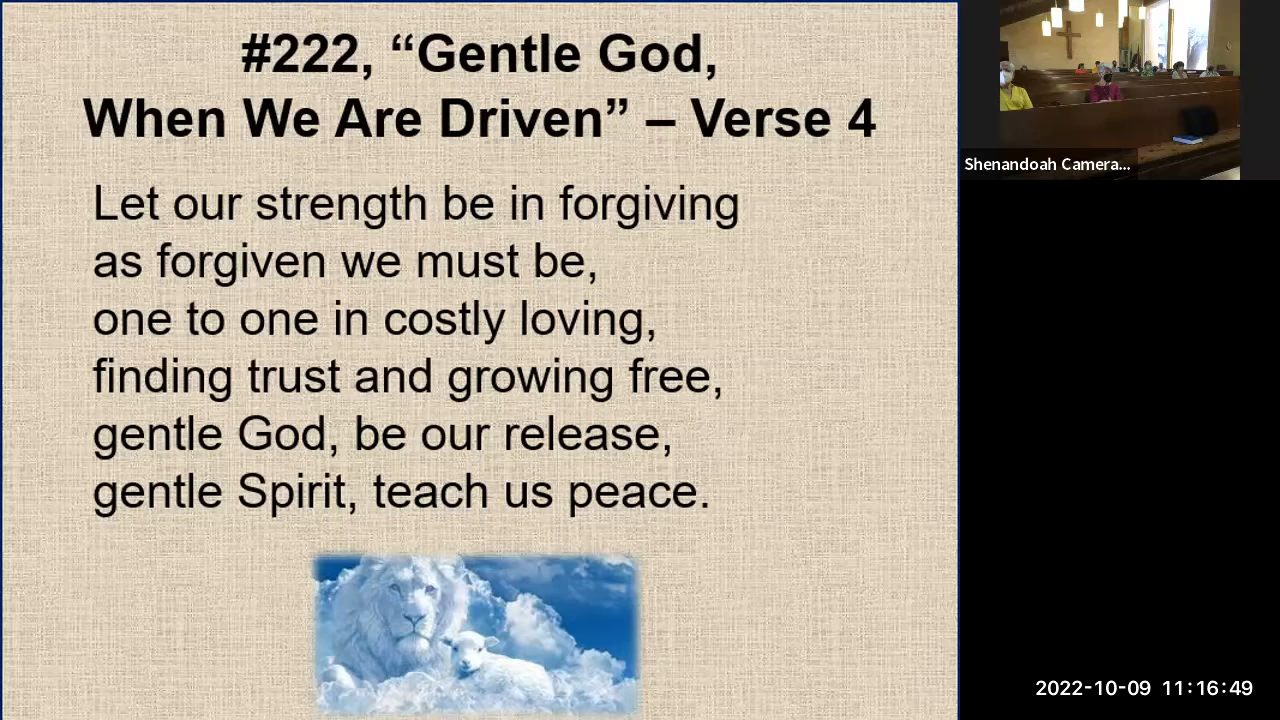 #222, “Gentle God,
When We Are Driven” – Verse 4
Let our strength be in forgiving
as forgiven we must be,
one to one in costly loving,
finding trust and growing free,
gentle God, be our release,
gentle Spirit, teach us peace.
Shenandoah Camera...
2022-10-09 11:16:49